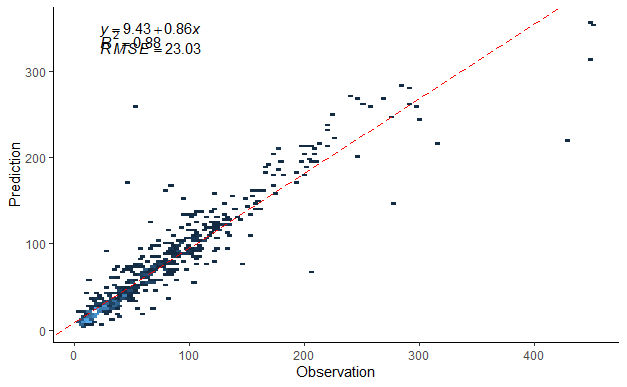 y = 9.43 + 0.86x
R² = 0.88
RMSE = 23.03
Prediction
300
200
100
0
0 100 200 300 400
Observation